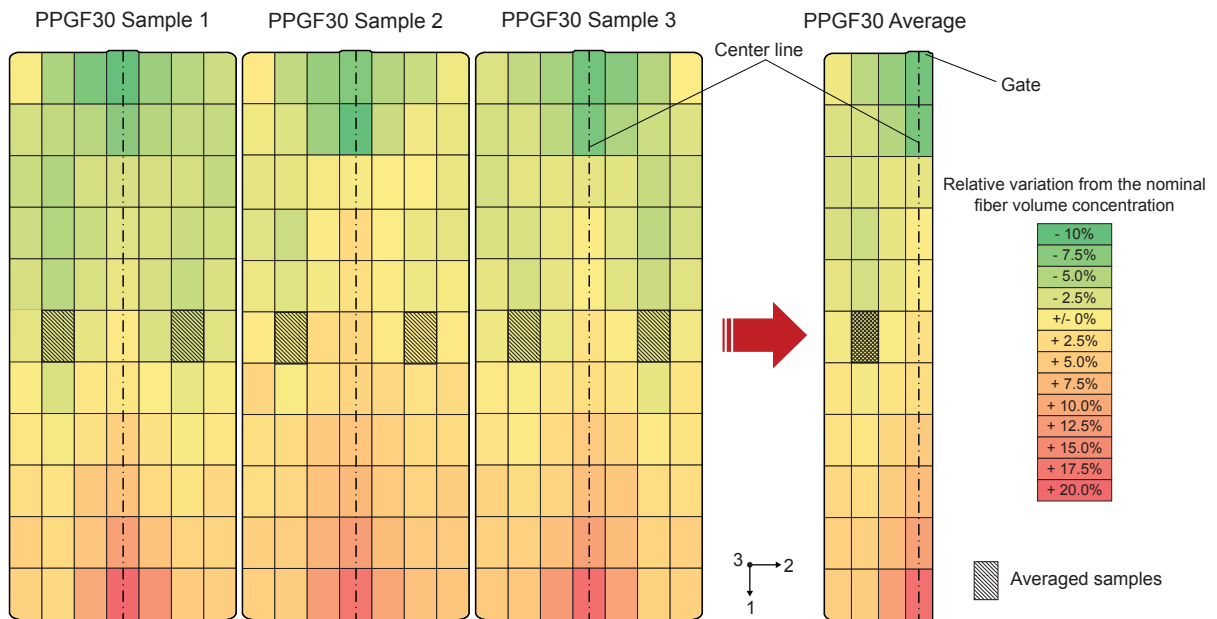 PPGF30 Sample 1
PPGF30 Sample 2
PPGF30 Sample 3
PPGF30 Average
Center line
Gate
Relative variation from the nominal
fiber volume concentration
- 10%
- 7.5%
- 5.0%
- 2.5%
+/- 0%
+ 2.5%
+ 5.0%
+ 7.5%
+ 10.0%
+ 12.5%
+ 15.0%
+ 17.5%
+ 20.0%
3
2
1
Averaged samples